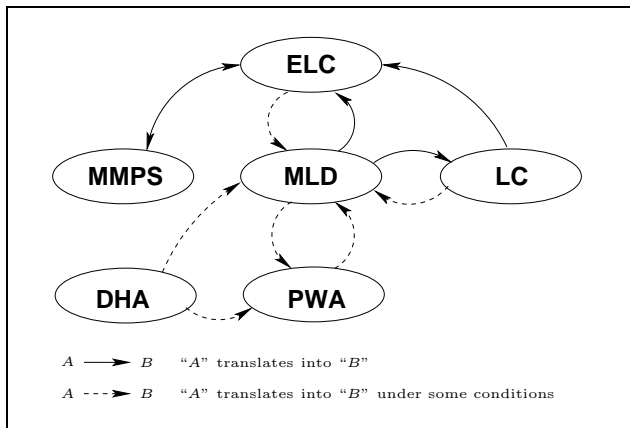 ELC
MMPS MLD LC
DHA PWA
A B “A” translates into “B”
A B “A” translates into “B” under some conditions